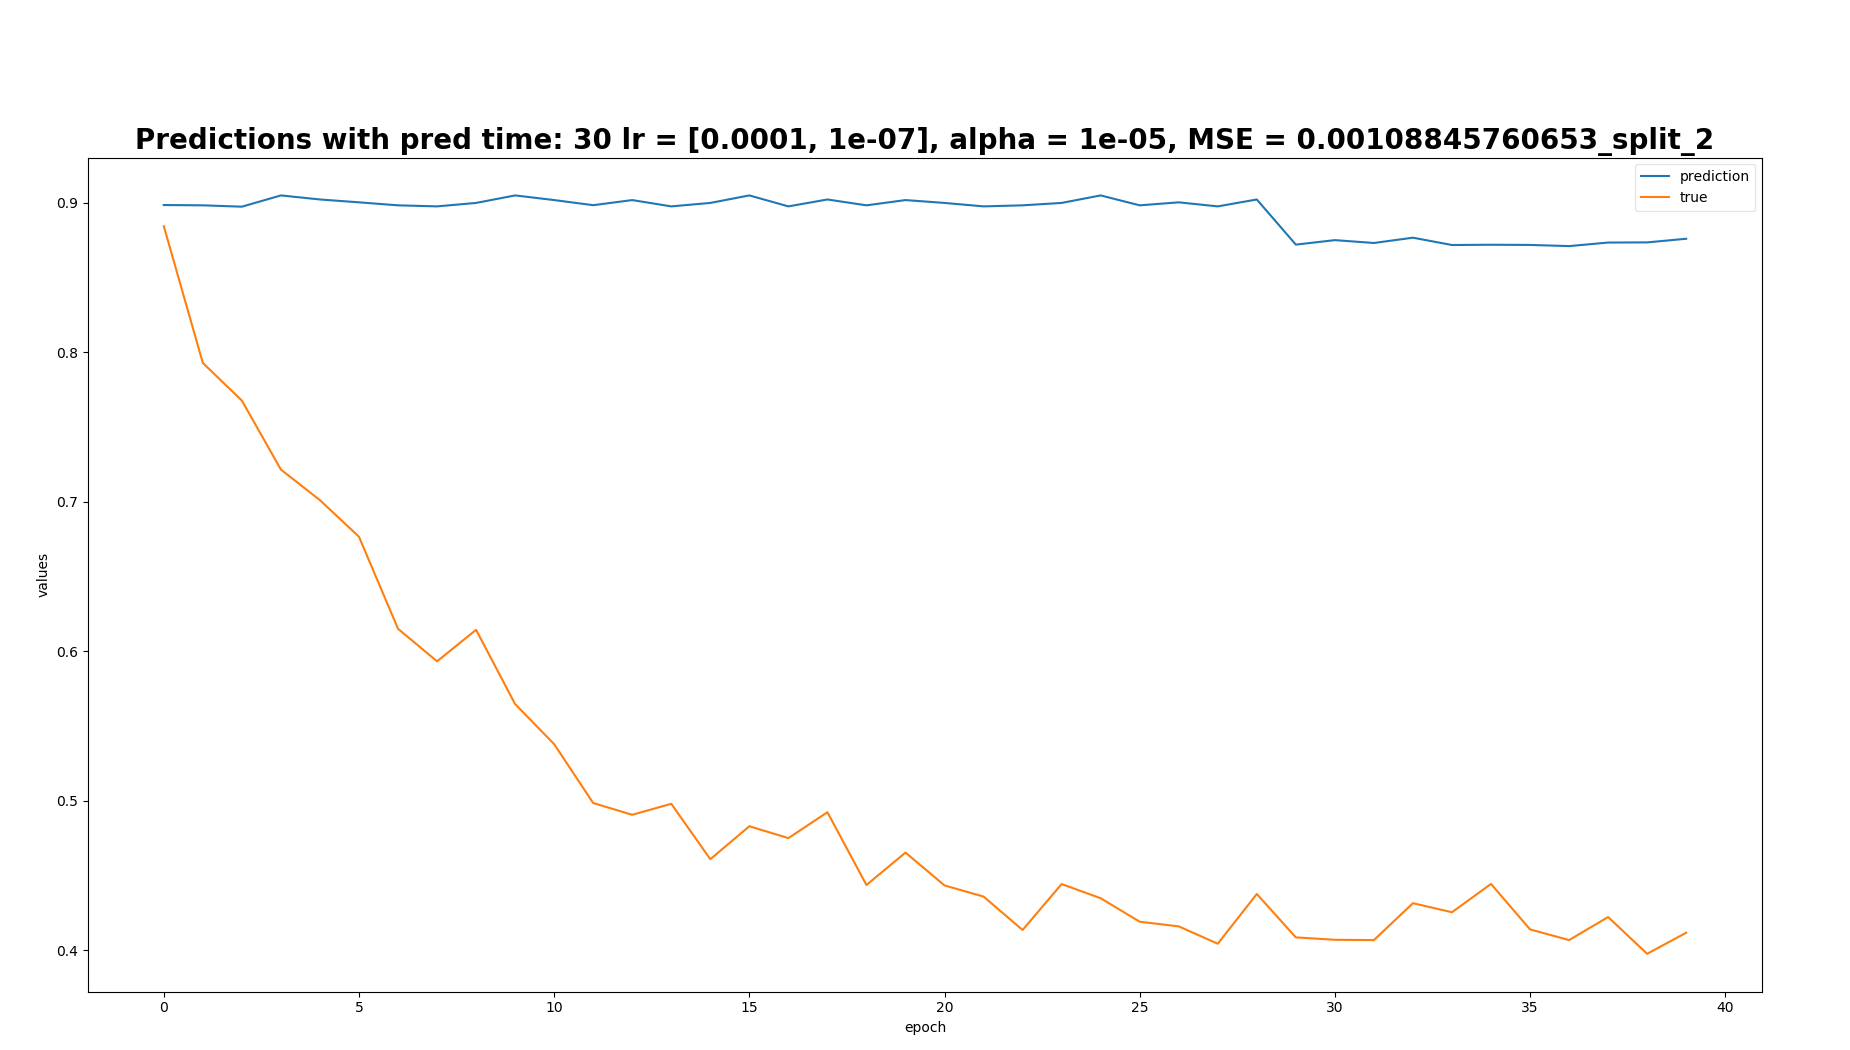 Predictions with pred time: 30 lr = [0.0001, 1e-07], alpha = 1e-05, MSE = 0.00108845760653_split_2
prediction
true
0.9
0.8
0.7
0.6
0.5
0.4
values
0 5 10 15 20 25 30 35 40
epoch